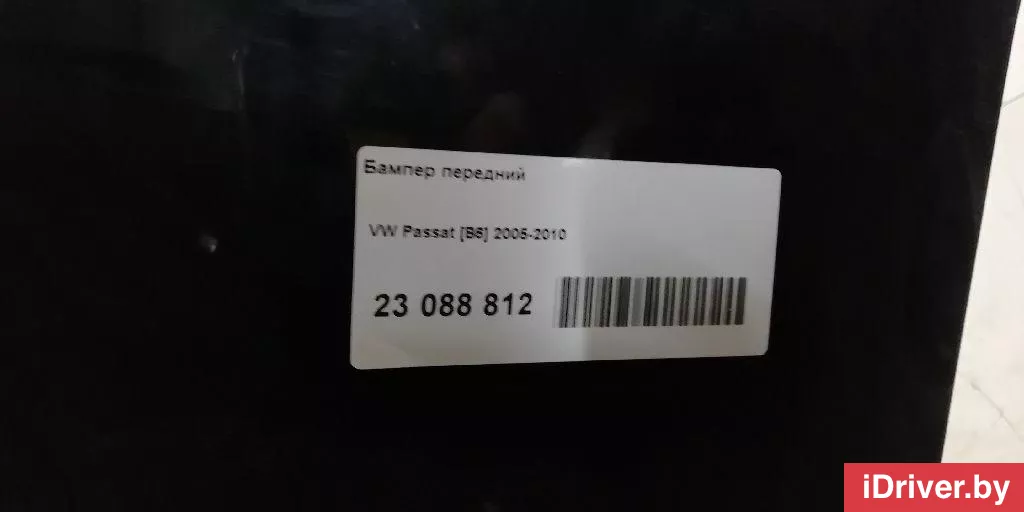 Бампер передний
VW Passat [B6] 2005-2010
23 088 812
iDriver.by